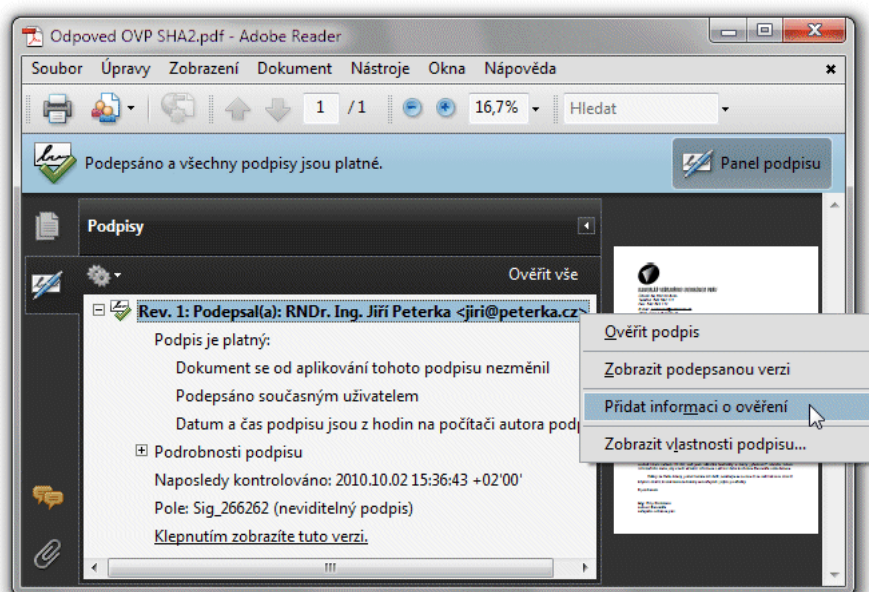 Odpoved OVP SHA2.pdf - Adobe Reader
Soubor Úpravy Zobrazení Dokument Nástroje Okna Nápověda
1 /1 16,7% Hledat
Podepsáno a všechny podpisy jsou platné. Panel podpisu
Podpisy
Ověřit vše
Rev. 1: Podepsal(a): RNDr. Ing. Jiří Peterka <jiri@peterka.cz>
Podpis je platný:
Dokument se od aplikování tohoto podpisu nezměnil
Podepsáno současným uživatelem
Datum a čas podpisu jsou z hodin na počítači autora
Podrobnosti podpisu
Naposledy kontrolováno: 2010.10.02 15:36:43 +02'00'
Pole: Sig_266262 (neviditelný podpis)
Klepnutím zobrazíte tuto verzi.
Ověřit podpis
Zobrazit podepsanou verzi
Přidat informaci o ověření
Zobrazit vlastnosti podpisu...